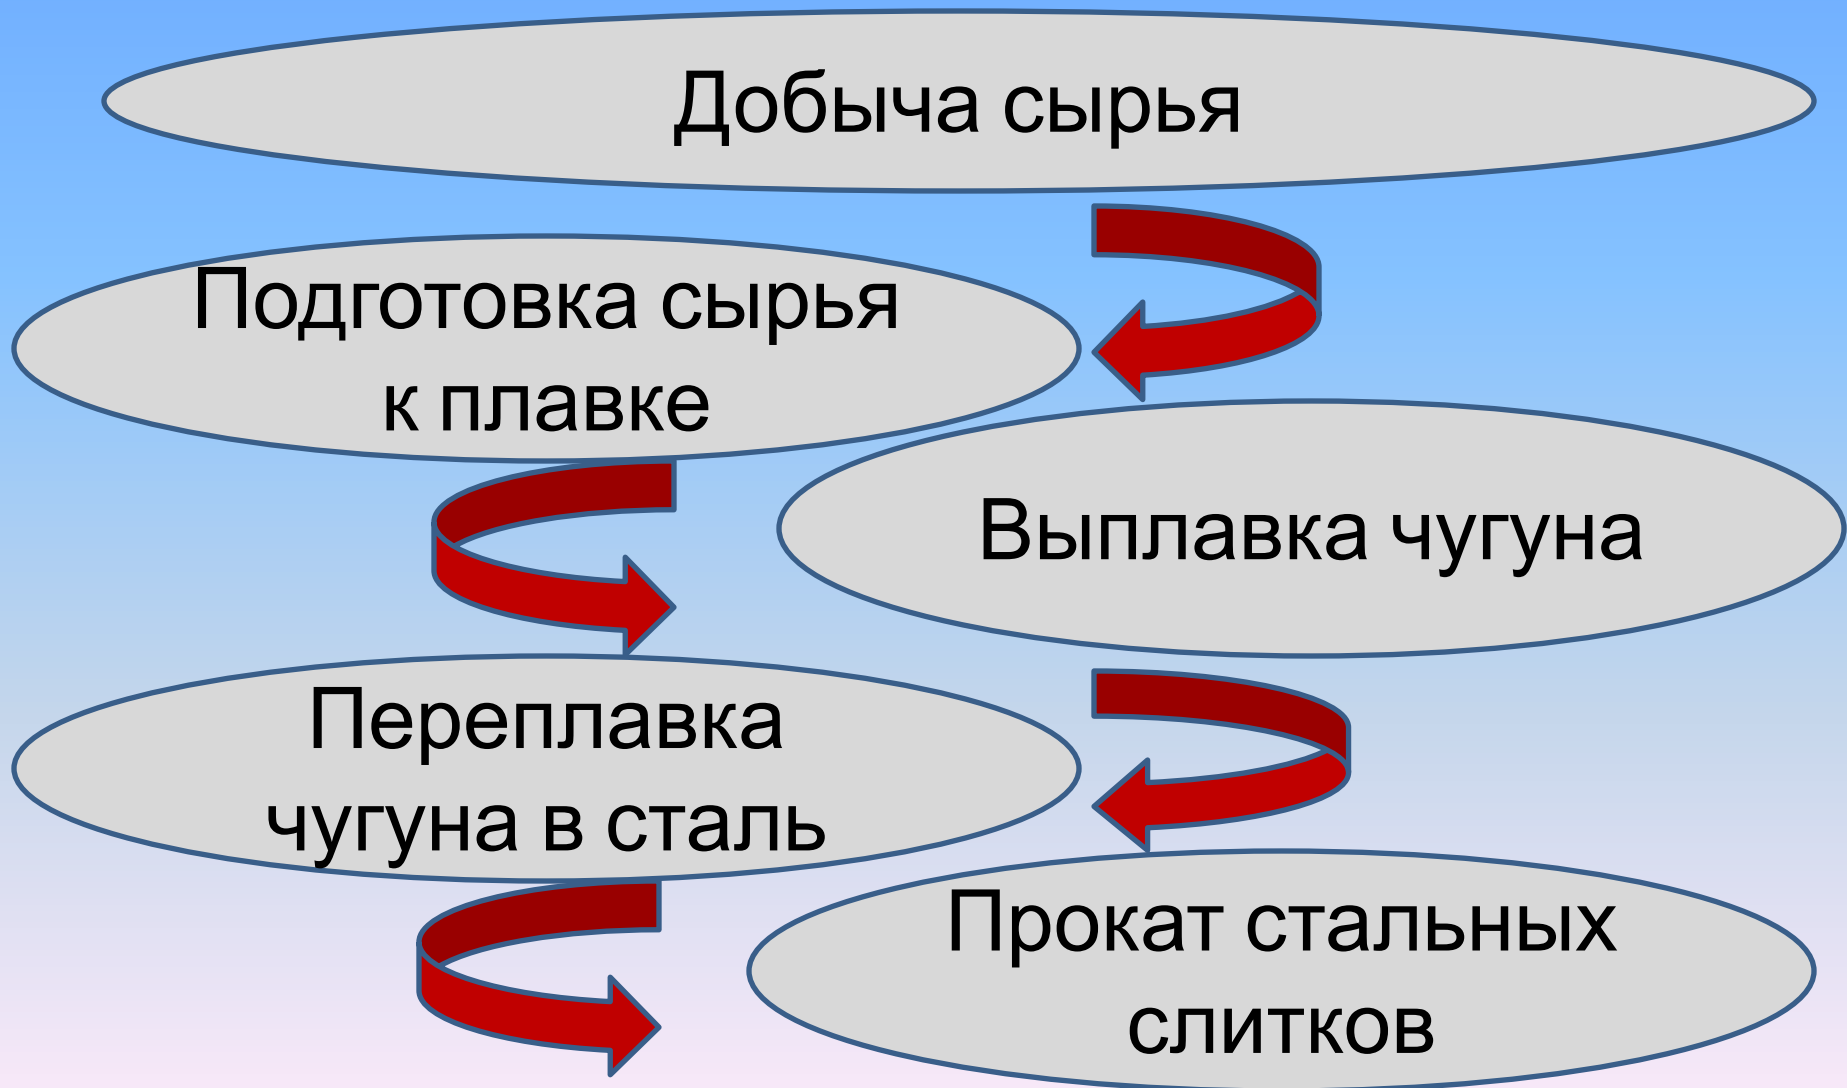 Добыча сырья
Подготовка сырья
к плавке
Выплавка чугуна
Переплавка
чугуна в сталь
Прокат стальных
слитков